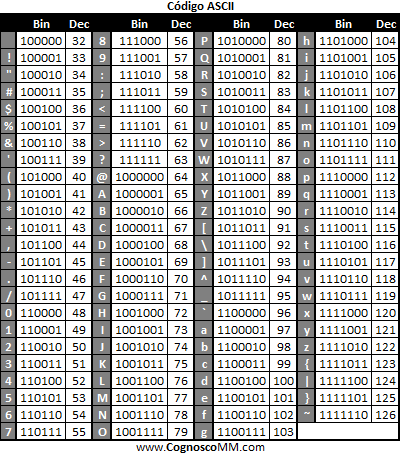 Código ASCII
Bin Dec Bin Dec Bin Dec Bin Dec
100000 32 8 111000 56 P 1010000 80 h 1101000 104
! 100001 33 9 111001 57 Q 1010001 81 i 1101001 105
" 100010 34 : 111010 58 R 1010010 82 j 1101010 106
# 100011 35 ; 111011 59 S 1010011 83 k 1101011 107
$ 100100 36 < 111100 60 T 1010100 84 l 1101100 108
% 100101 37 = 111101 61 U 1010101 85 m 1101101 109
& 100110 38 > 111110 62 V 1010110 86 n 1101110 110
' 100111 39 ? 111111 63 W 1010111 87 o 1101111 111
( 101000 40 @ 1000000 64 X 1011000 88 p 1110000 112
) 101001 41 A 1000001 65 Y 1011001 89 q 1110001 113
* 101010 42 B 1000010 66 Z 1011010 90 r 1110010 114
+ 101011 43 C 1000011 67 [ 1011011 91 s 1110011 115
, 101100 44 D 1000100 68 \ 1011100 92 t 1110100 116
- 101101 45 E 1000101 69 ] 1011101 93 u 1110101 117
. 101110 46 F 1000110 70 ^ 1011110 94 v 1110110 118
/ 101111 47 G 1000111 71 _ 1011111 95 w 1110111 119
0 110000 48 H 1001000 72 ` 1100000 96 x 1111000 120
1 110001 49 I 1001001 73 a 1100001 97 y 1111001 121
2 110010 50 J 1001010 74 b 1100010 98 z 1111010 122
3 110011 51 K 1001011 75 c 1100011 99 { 1111011 123
4 110100 52 L 1001100 76 d 1100100 100 | 1111100 124
5 110101 53 M 1001101 77 e 1100101 101 } 1111101 125
6 110110 54 N 1001110 78 f 1100110 102 ~ 1111110 126
7 110111 55 O 1001111 79 g 1100111 103
www.CognoscoMM.com